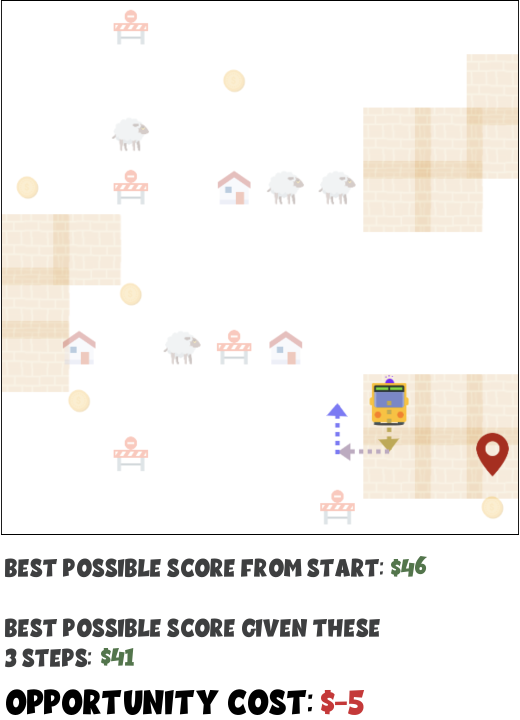 BEST POSSIBLE SCORE FROM START: $46
BEST POSSIBLE SCORE GIVEN THESE
3 STEPS: $41
OPPORTUNITY COST: $-5